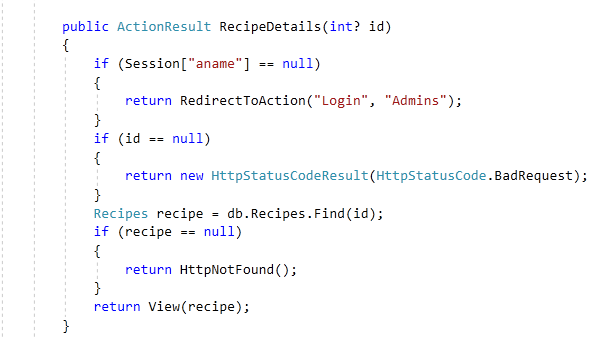 public ActionResult RecipeDetails(int? id)
{
if (Session["aname"] == null)
{
return RedirectToAction("Login", "Admins");
}
if (id == null)
{
return new HttpStatusCodeResult(HttpStatusCode.BadRequest);
}
Recipes recipe = db.Recipes.Find(id);
if (recipe == null)
{
return HttpNotFound();
}
return View(recipe);
}